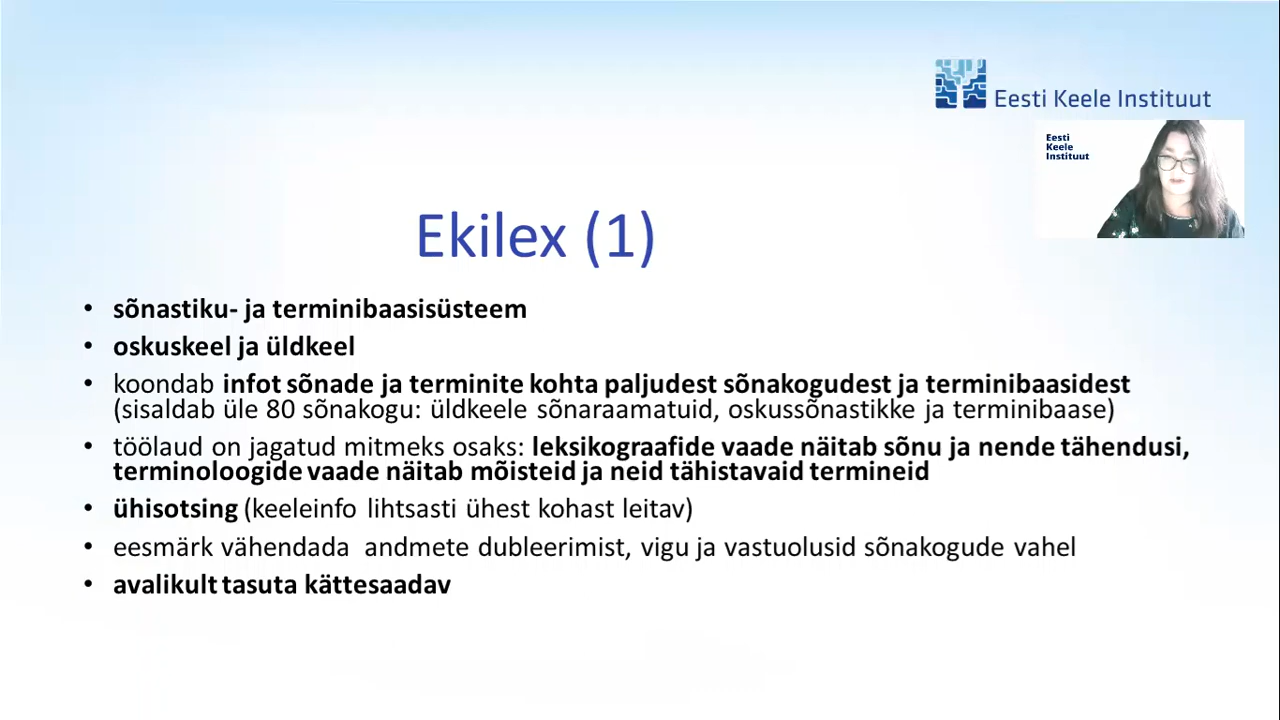 Eesti Keele Instituut
Eesti
Keele
Instituut
Ekilex (1)
• sõnastiku- ja terminibaasisüsteem
• oskuskeel ja üldkeel
• koondab infot sõnade ja terminite kohta paljudest sõnakogudest ja terminibaasidest
(sisaldab üle 80 sõnakogu: üldkeele sõnaraamatuid, oskussõnastikke ja terminibaase)
• töölaud on jagatud mitmeks osaks: leksikograafide vaade näitab sõnu ja nende tähendusi,
terminoloogide vaade näitab mõisteid ja neid tähistavaid termineid
• ühisotsing (keeleinfo lihtsasti ühest kohast leitav)
• eesmärk vähendada andmete dubleerimist, vigu ja vastuolusid sõnakogude vahel
• avalikult tasuta kättesaadav